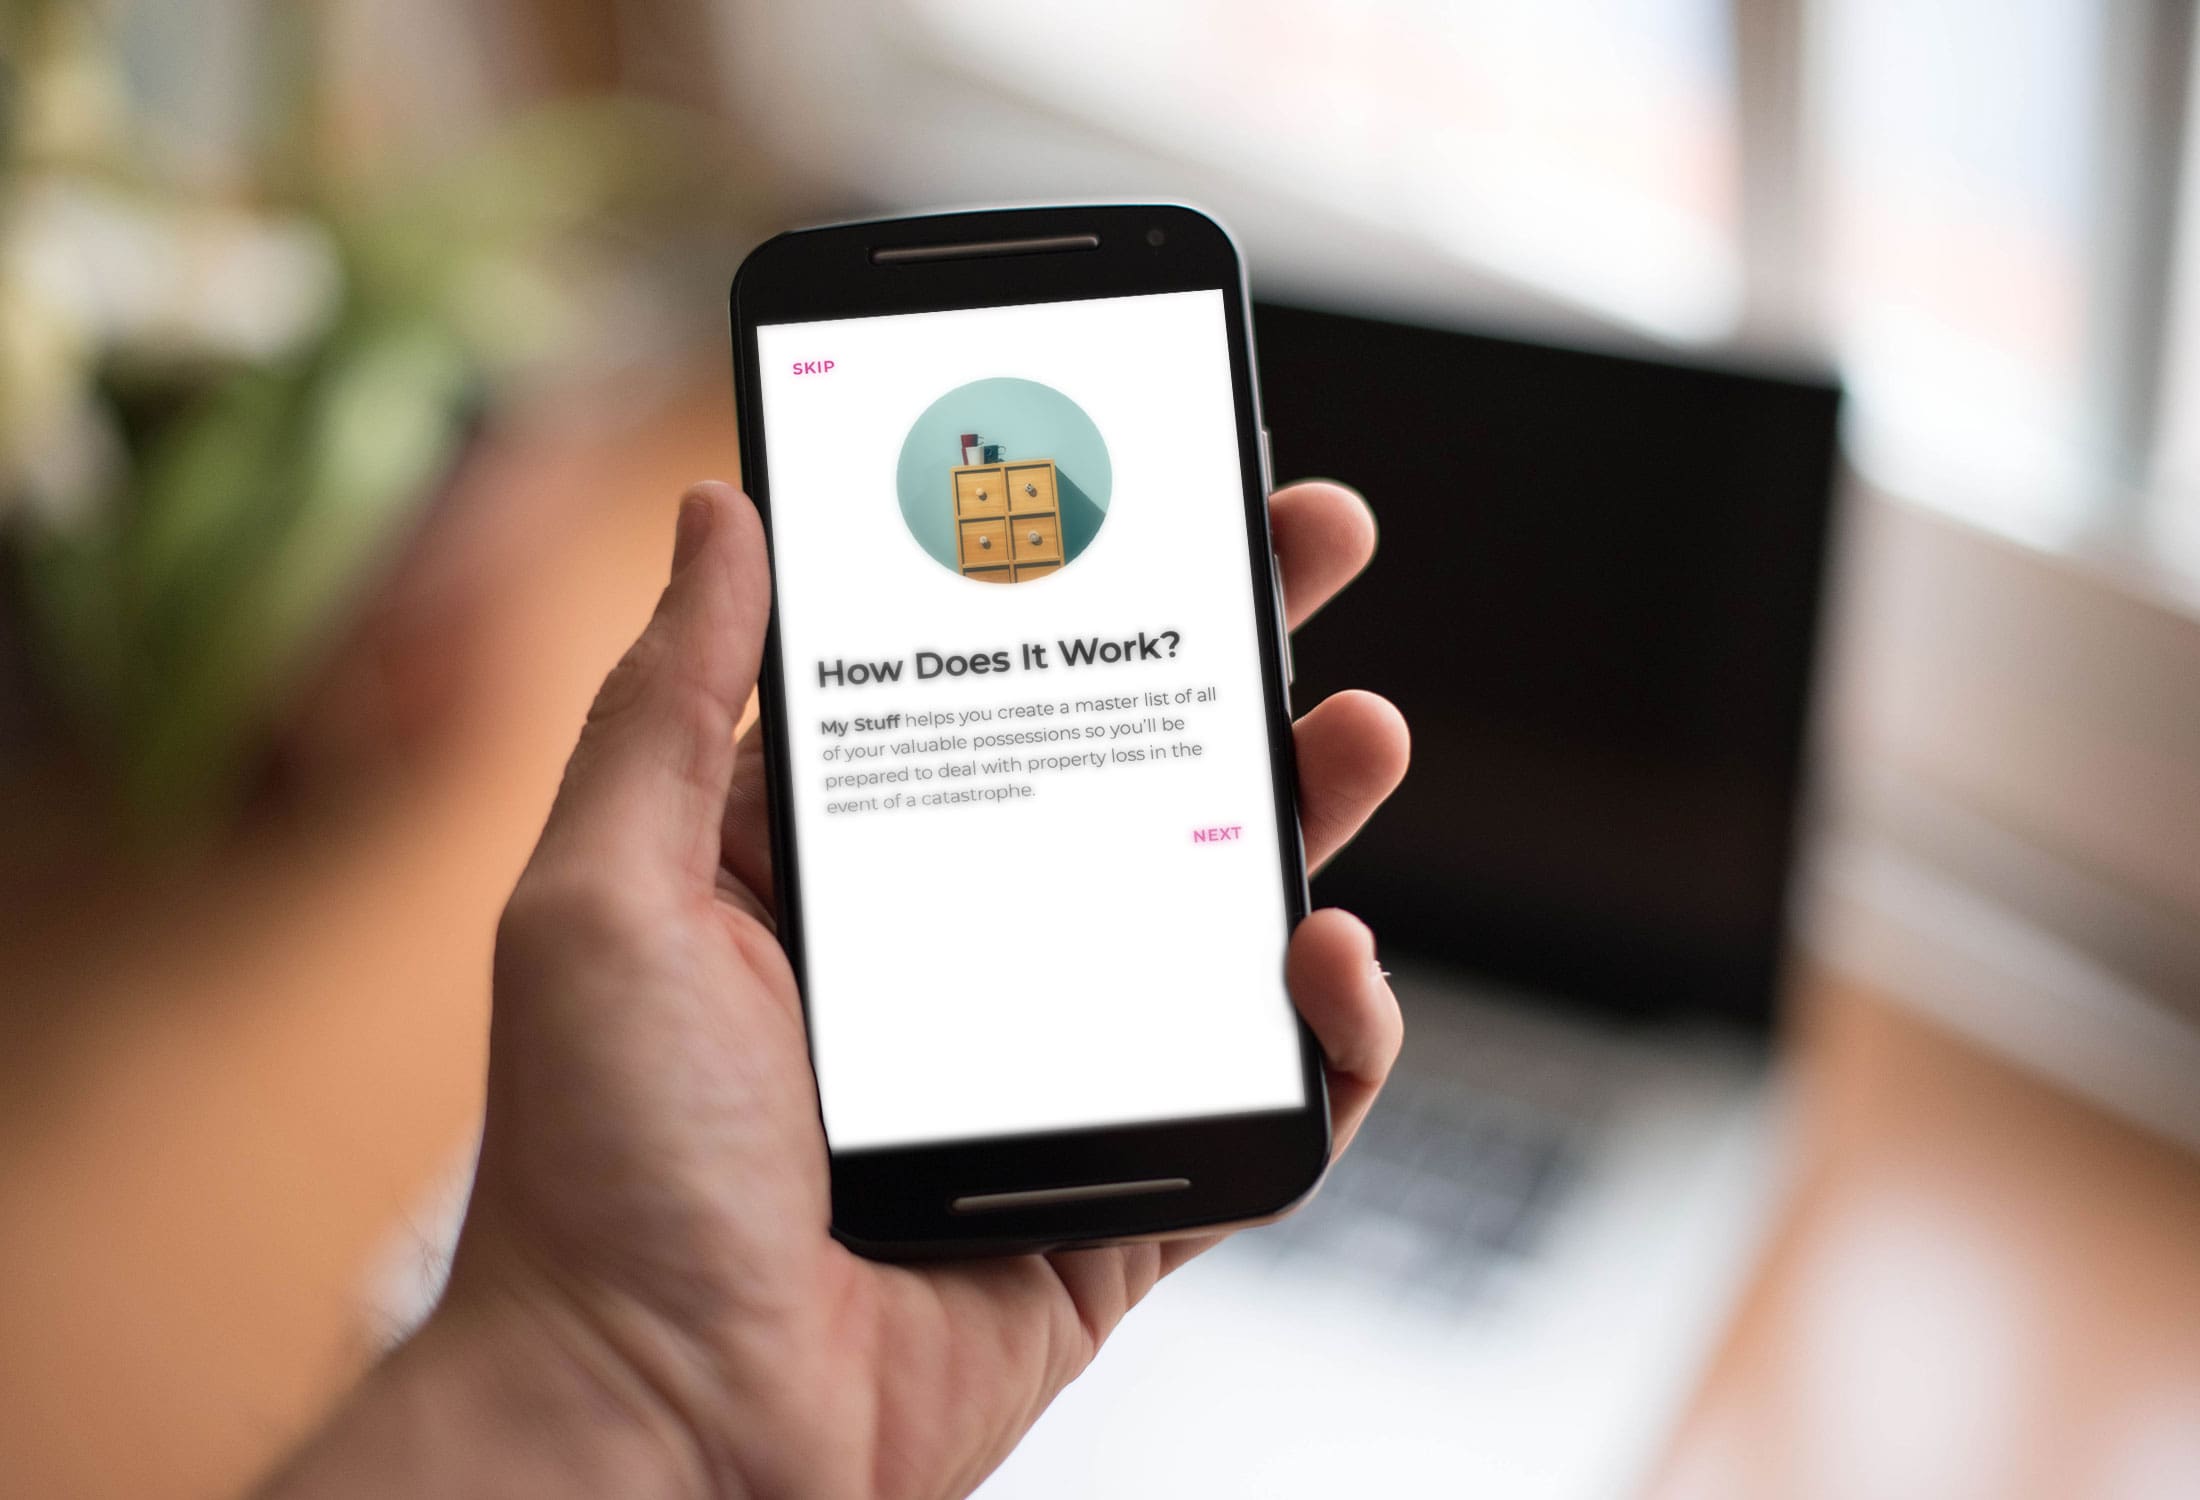 SKIP
How Does It Work?
My Stuff helps you create a master list of all
of your valuable possessions so you'll be
prepared to deal with property loss in the
event of a catastrophe.
NEXT